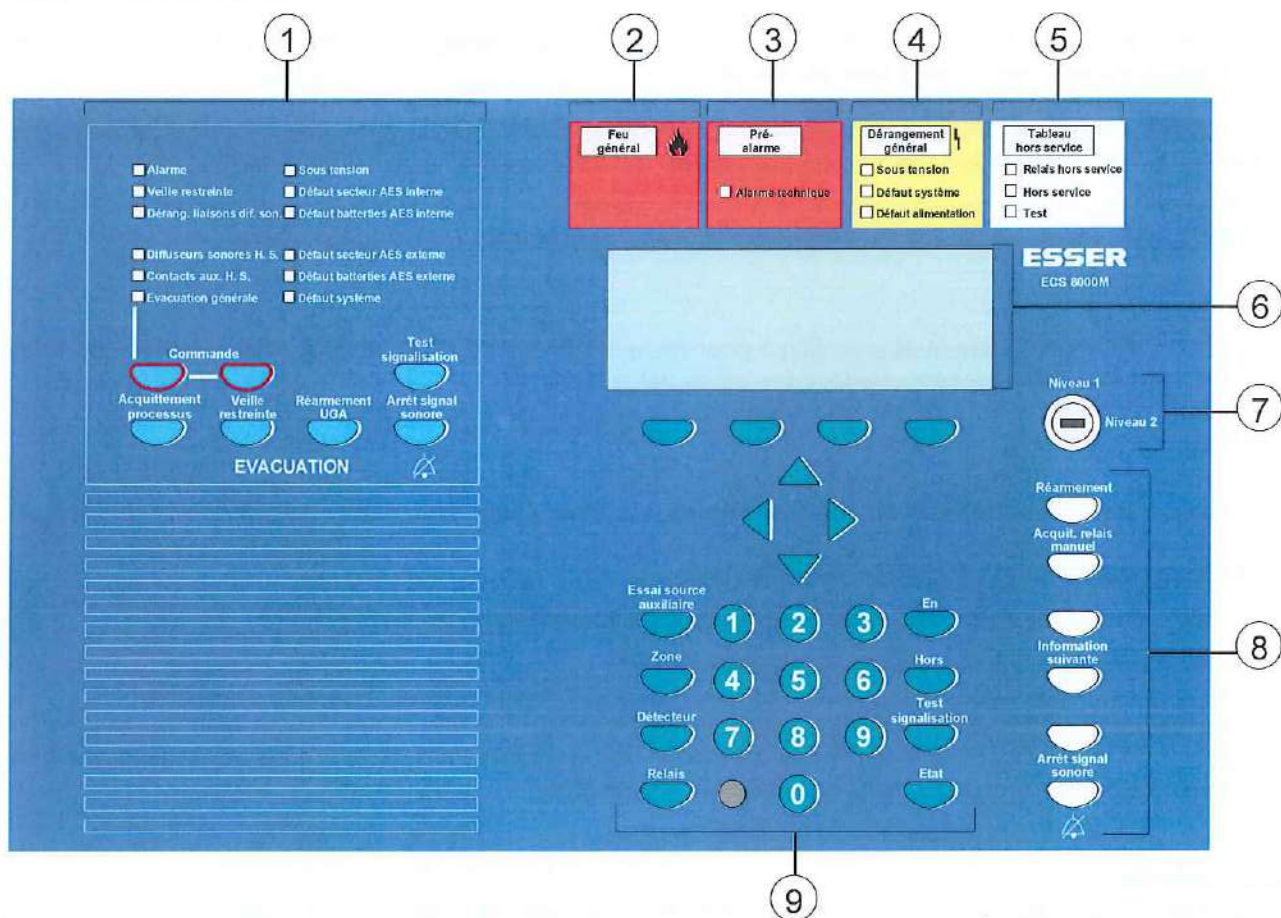 1
2
3
4
5
Feu
général
Pré-
alarme
Alarme technique
Dérangement
général
Sous tension
Défaut système
Défaut alimentation
Tableau
hors service
Relais hors service
Hors service
Test
Alarme
Veille restreinte
Dérang. liaisons dif. son.
Sous tension
Défaut secteur AES interne
Défaut batterties AES interne
Diffuseurs sonores H. S.
Contacts aux. H. S.
Evacuation générale
Défaut secteur AES externe
Défaut batterties AES externe
Défaut système
Commande
Test
signalisation
Acquittement
processus
Veille
restreinte
Réarmement
UGA
Arrêt signal
sonore
EVACUATION
ESSER
ECS 8000M
6
Niveau 1
Niveau 2
7
Réarmement
Acquit. relais
manuel
Information
suivante
Arrêt signal
sonore
8
Essai source
auxiliaire
1
2
3
En
Zone
4
5
6
Hors
Détecteur
7
8
9
Test
signalisation
Relais
0
Etat
9